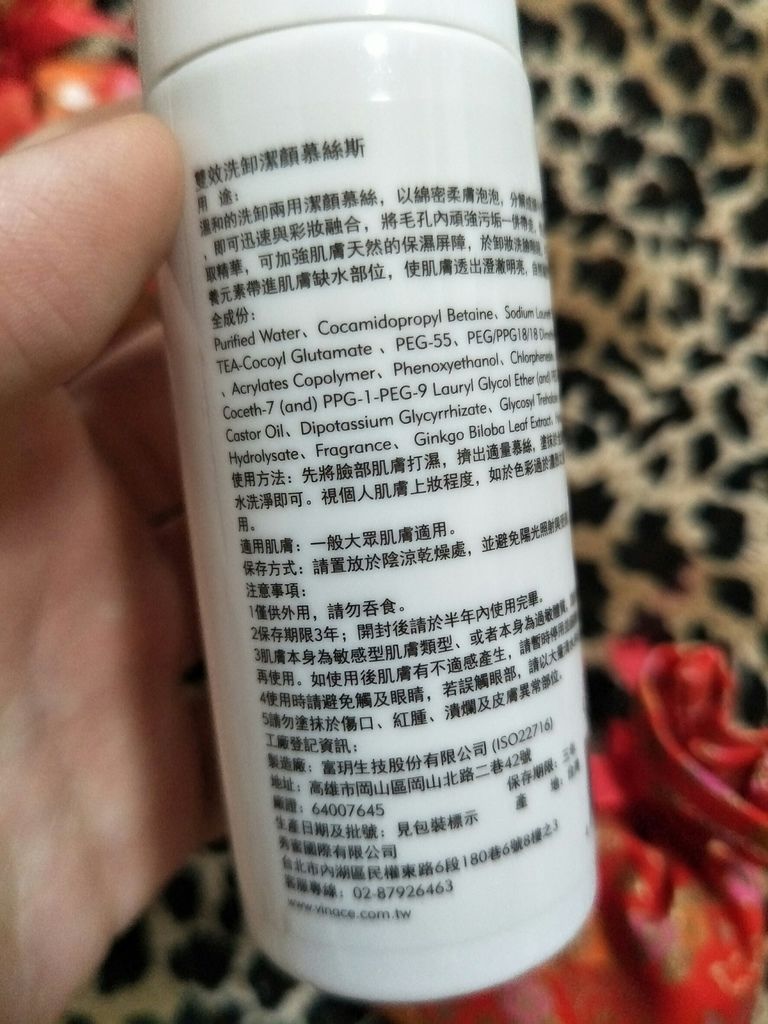 雙效洗卸潔顏慕絲斯
用 途：
溫和的洗卸兩用潔顏慕絲，以綿密柔膚泡泡，分解
，即可迅速與彩妝融合，將毛孔內頑強污垢一併帶
取精華，可加強肌膚天然的保濕屏障，於卸妝洗臉
養元素帶進肌膚缺水部位，使肌膚透出澄澈明亮，自
全成份：
Purified Water、Cocamidopropyl Betaine、Sodium
TEA-Cocoyl Glutamate 、PEG-55、PEG/PPG18/18
、Acrylates Copolymer、Phenoxyethanol、
Coceth-7 (and) PPG-1-PEG-9 Lauryl Glycol Ether (and)
Castor Oil、Dipotassium Glycyrrhizate、Glycosyl
Hydrolysate、Fragrance、 Ginkgo Biloba Leaf Extract、
使用方法：先將臉部肌膚打濕，擠出適量慕絲，塗抹於
水洗淨即可。視個人肌膚上妝程度，如於色彩過於
用。
適用肌膚：一般大眾肌膚適用。
保存方式：請置放於陰涼乾燥處，並避免陽光照射
注意事項：
1僅供外用，請勿吞食。
2保存期限3年；開封後請於半年內使用完畢。
3肌膚本身為敏感型肌膚類型、或者本身為過敏體質，
再使用。如使用後肌膚有不適感產生，請暫時停用
4使用時請避免觸及眼睛，若誤觸眼部，請以大量
5請勿塗抹於傷口、紅腫、潰爛及皮膚異常部位。
工廠登記資訊：
製造廠：富玥生技股份有限公司 (ISO22716)
地址：高雄市岡山區岡山北路二巷42號 保存期限：三
廠證：64007645 產 地：
生產日期及批號：見包裝標示
國際有限公司
台北市內湖區民權東路6段180巷6號8樓之3
客服專線：02-87926463
www.vinace.com.tw